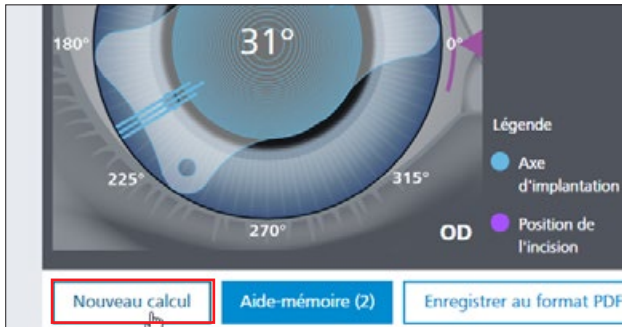 180°
31°
0°
Légende
Axe
d'implantation
225°
315°
270°
OD
Position de
l'incision
Nouveau calcul
Aide-mémoire (2)
Enregistrer au format PDF